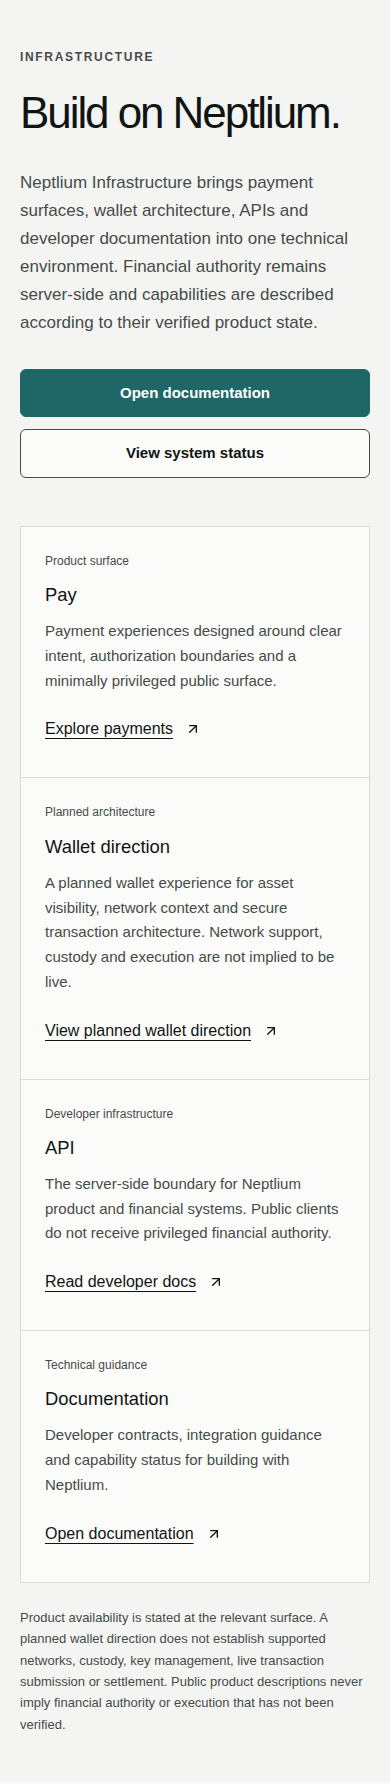 INFRASTRUCTURE
Build on Neptlium.
Neptlium Infrastructure brings payment
surfaces, wallet architecture, APIs and
developer documentation into one technical
environment. Financial authority remains
server-side and capabilities are described
according to their verified product state.
Open documentation
View system status
Product surface
Pay
Payment experiences designed around clear
intent, authorization boundaries and a
minimally privileged public surface.
Explore payments
Planned architecture
Wallet direction
A planned wallet experience for asset
visibility, network context and secure
transaction architecture. Network support,
custody and execution are not implied to be
live.
View planned wallet direction
Developer infrastructure
API
The server-side boundary for Neptlium
product and financial systems. Public clients
do not receive privileged financial authority.
Read developer docs
Technical guidance
Documentation
Developer contracts, integration guidance
and capability status for building with
Neptlium.
Open documentation
Product availability is stated at the relevant surface. A
planned wallet direction does not establish supported
networks, custody, key management, live transaction
submission or settlement. Public product descriptions never
imply financial authority or execution that has not been
verified.